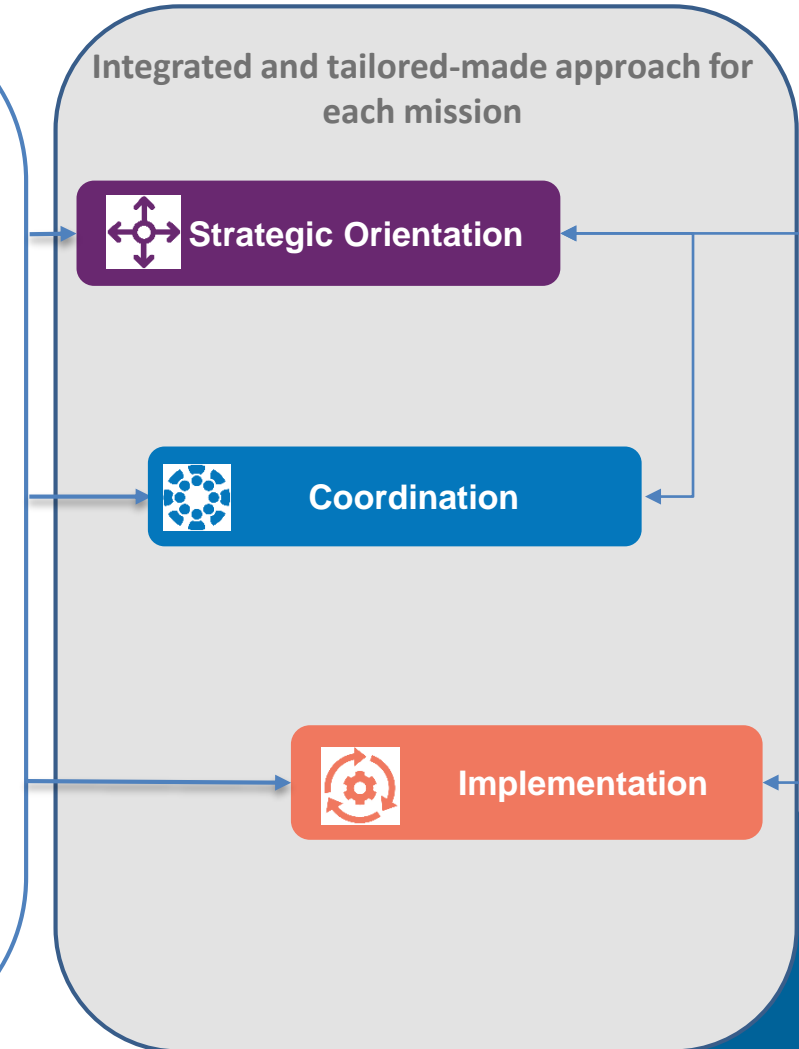 Integrated and tailored-made approach for
each mission
Strategic Orientation
Coordination
Implementation